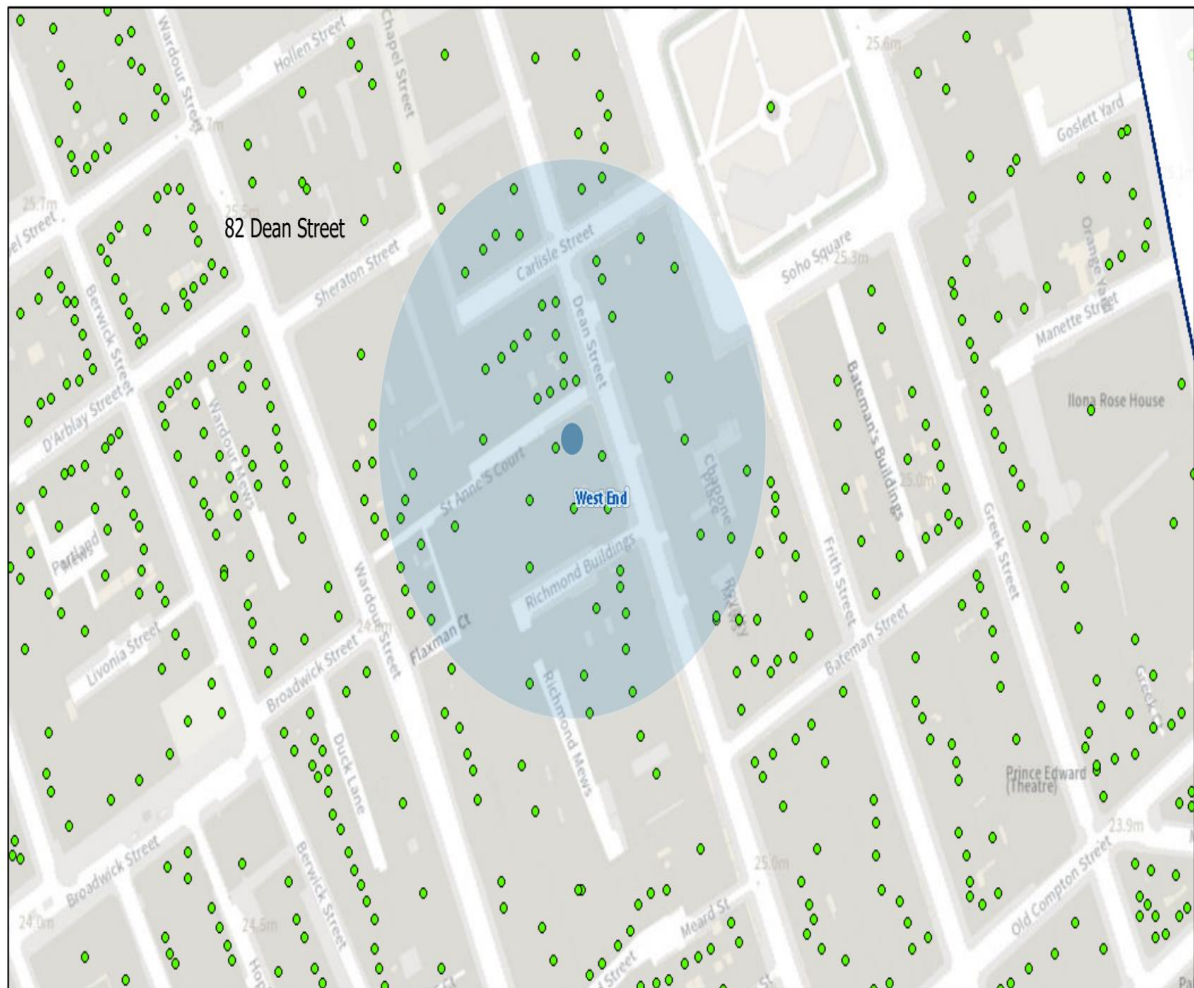 Wardour Street
Hollen Street
Chapel Street
25.6m
Goslett Yard
25.7m
82 Dean Street
Sheraton Street
Carlisle Street
Soho Square
25.3m
Orange Yard
Manette Street
Berwick Street
Dean Street
D'Arblay Street
Wardour Mews
Bateman's Buildings
Ilona Rose House
St Anne'S Court
Chapone
Place
25.0m
West End
Portland
Mews
Greek Street
Richmond Buildings
Frith Street
Livonia Street
Broadwick Street
Wardour Street
Flaxman Ct
Bateman Street
Richmond Mews
Duck Lane
Prince Edward
(Theatre)
23.9m
Broadwick Street
Berwick Street
25.0m
Old Compton Street
24.0m
24.5m
Meard St